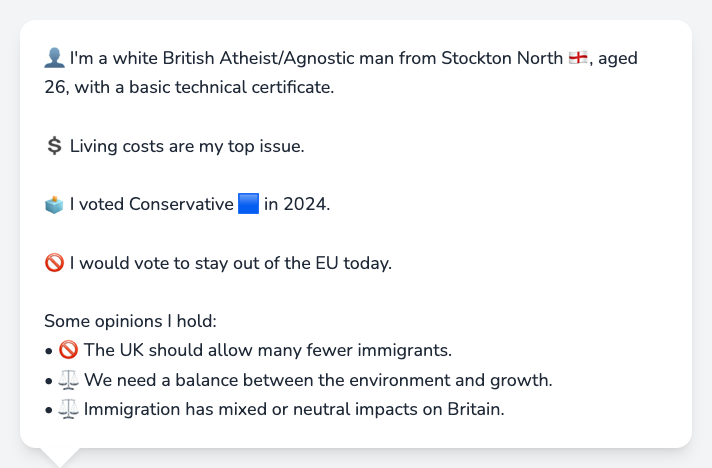 👤 I'm a white British Atheist/Agnostic man from Stockton North 🏴󠁧󠁢󠁥󠁮󠁧󠁿, aged
26, with a basic technical certificate.
💲 Living costs are my top issue.
🗳️ I voted Conservative 🟦 in 2024.
🚫 I would vote to stay out of the EU today.
Some opinions I hold:
• 🚫 The UK should allow many fewer immigrants.
• ⚖️ We need a balance between the environment and growth.
• ⚖️ Immigration has mixed or neutral impacts on Britain.